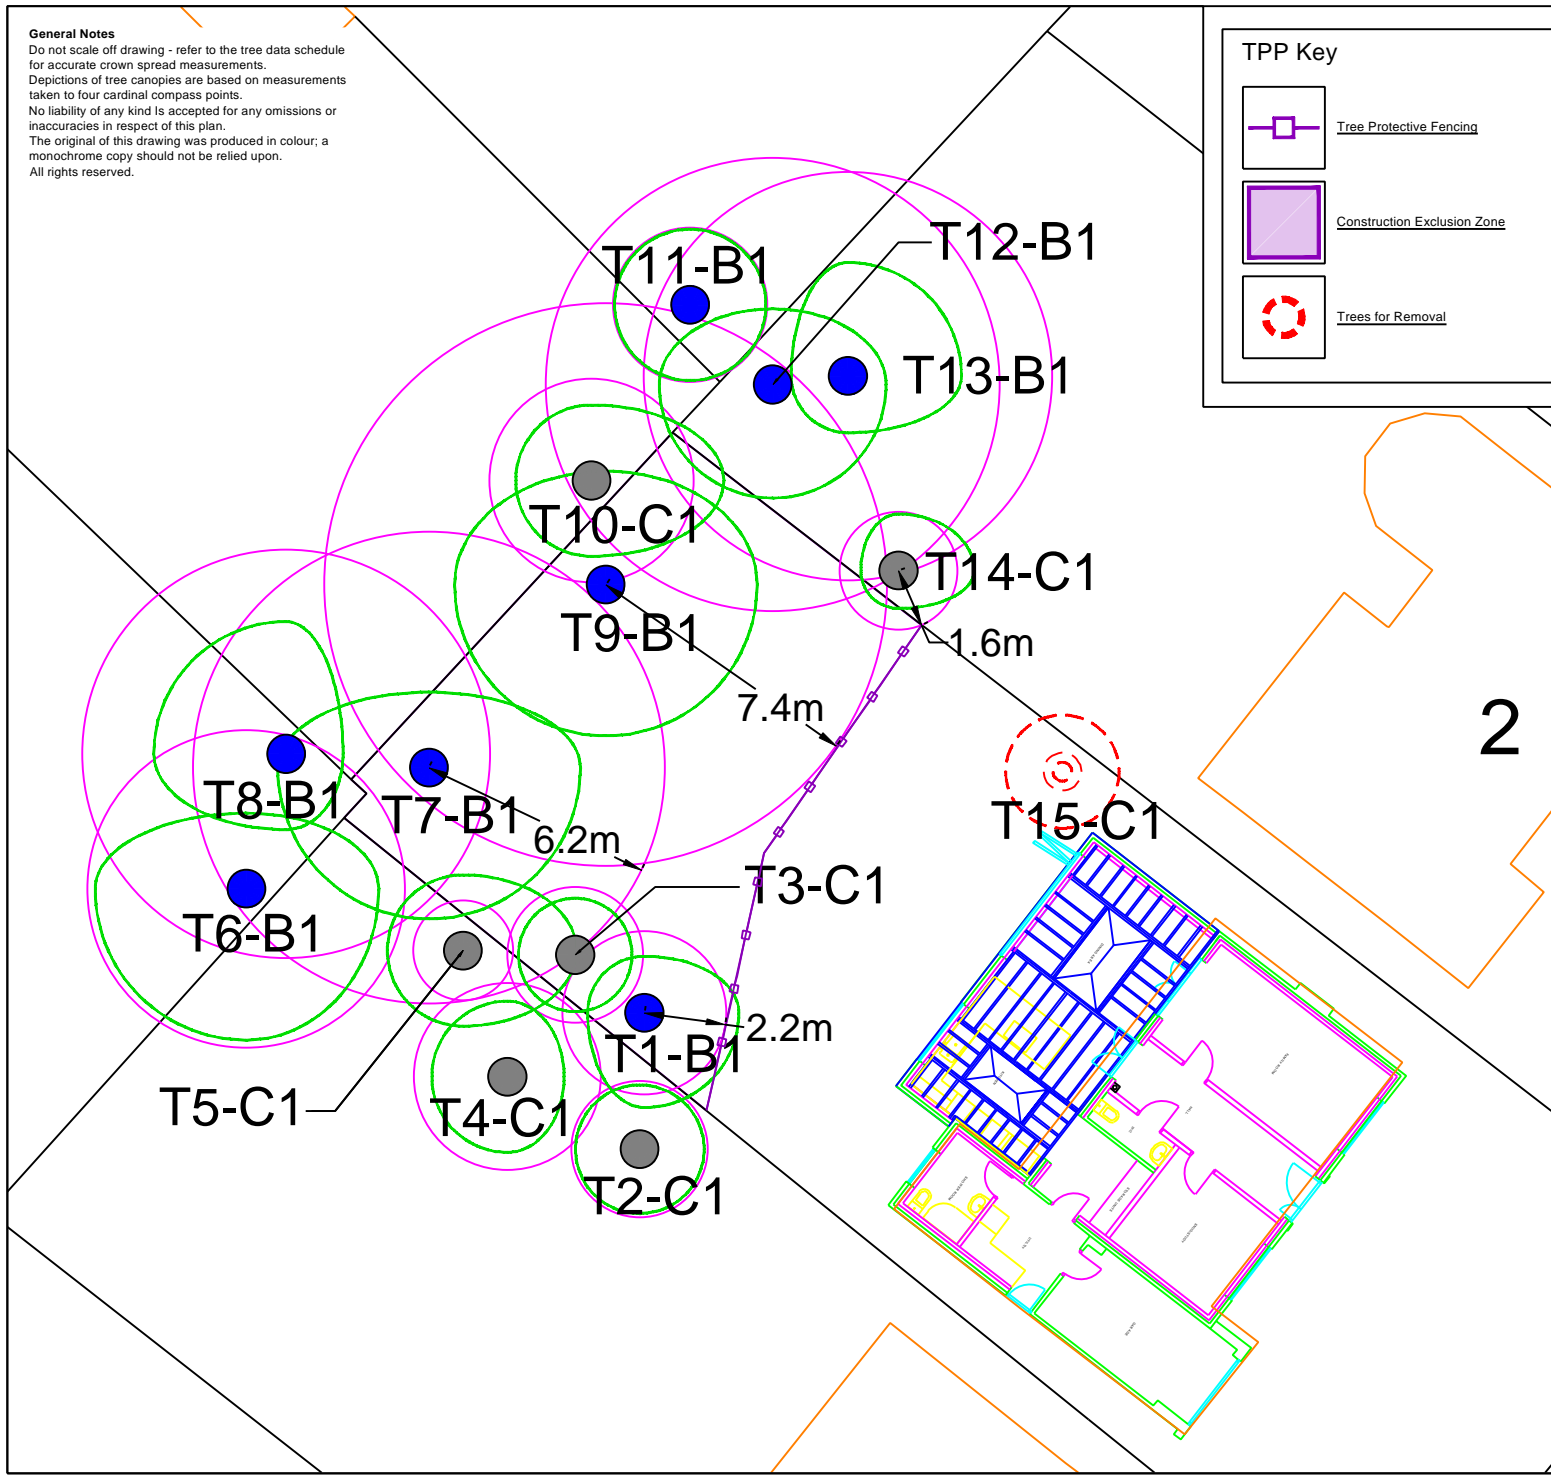 General Notes
Do not scale off drawing - refer to the tree data schedule
for accurate crown spread measurements.
Depictions of tree canopies are based on measurements
taken to four cardinal compass points.
No liability of any kind Is accepted for any omissions or
inaccuracies in respect of this plan.
The original of this drawing was produced in colour; a
monochrome copy should not be relied upon.
All rights reserved.
TPP Key
Tree Protective Fencing
Construction Exclusion Zone
Trees for Removal
T12-B1
T11-B1
T13-B1
T10-C1
T14-C1
T9-B1
1.6m
7.4m
2
T8-B1
T7-B1
T15-C1
6.2m
T3-C1
T6-B1
2.2m
T1-B1
T5-C1
T4-C1
T2-C1